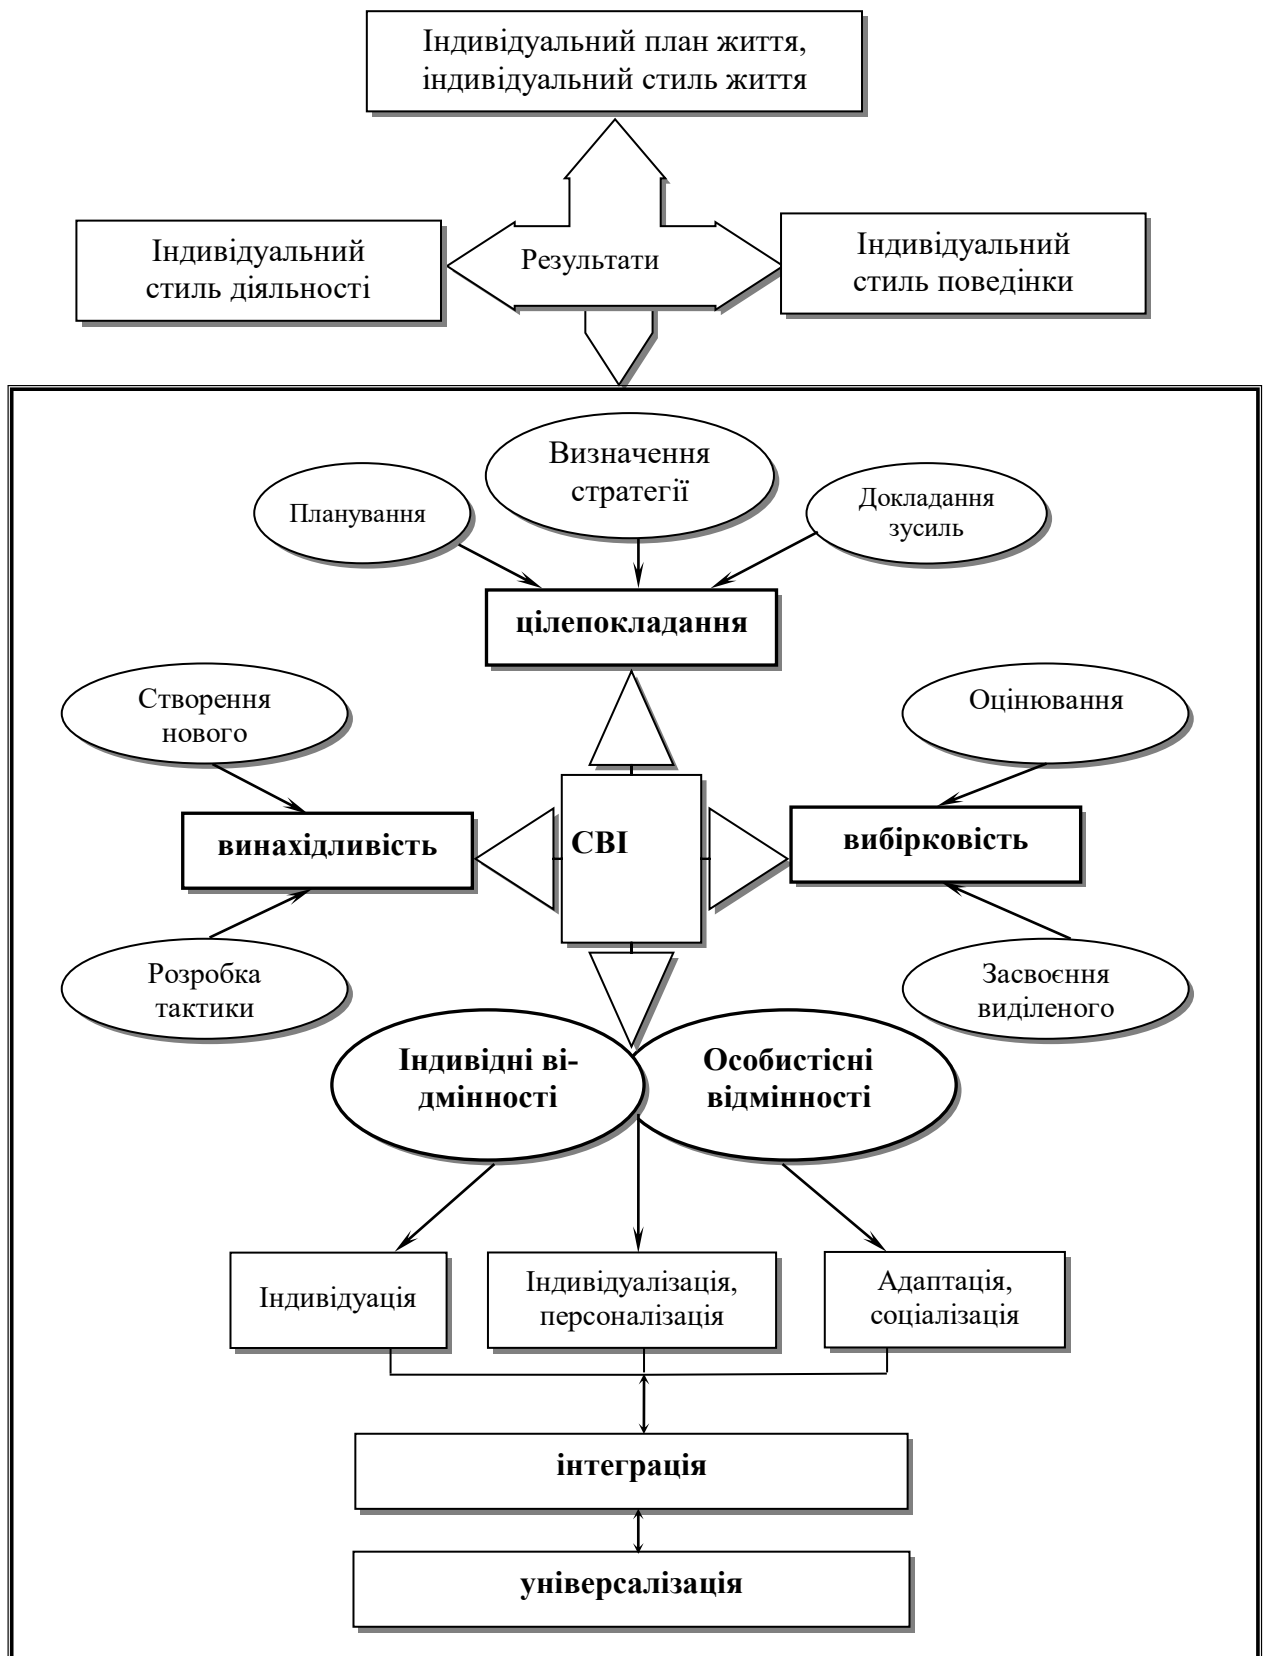 Індивідуальний план життя,
індивідуальний стиль життя
Індивідуальний
стиль діяльності
Результати
Індивідуальний
стиль поведінки
Визначення
стратегії
Планування
Докладання
зусиль
цілепокладання
Створення
нового
Оцінювання
винахідливість
СВІ
вибірковість
Розробка
тактики
Засвоєння
виділеного
Індивідні ві-
дмінності
Особистісні
відмінності
Індивідуація
Індивідуалізація,
персоналізація
Адаптація,
соціалізація
інтеграція
універсалізація